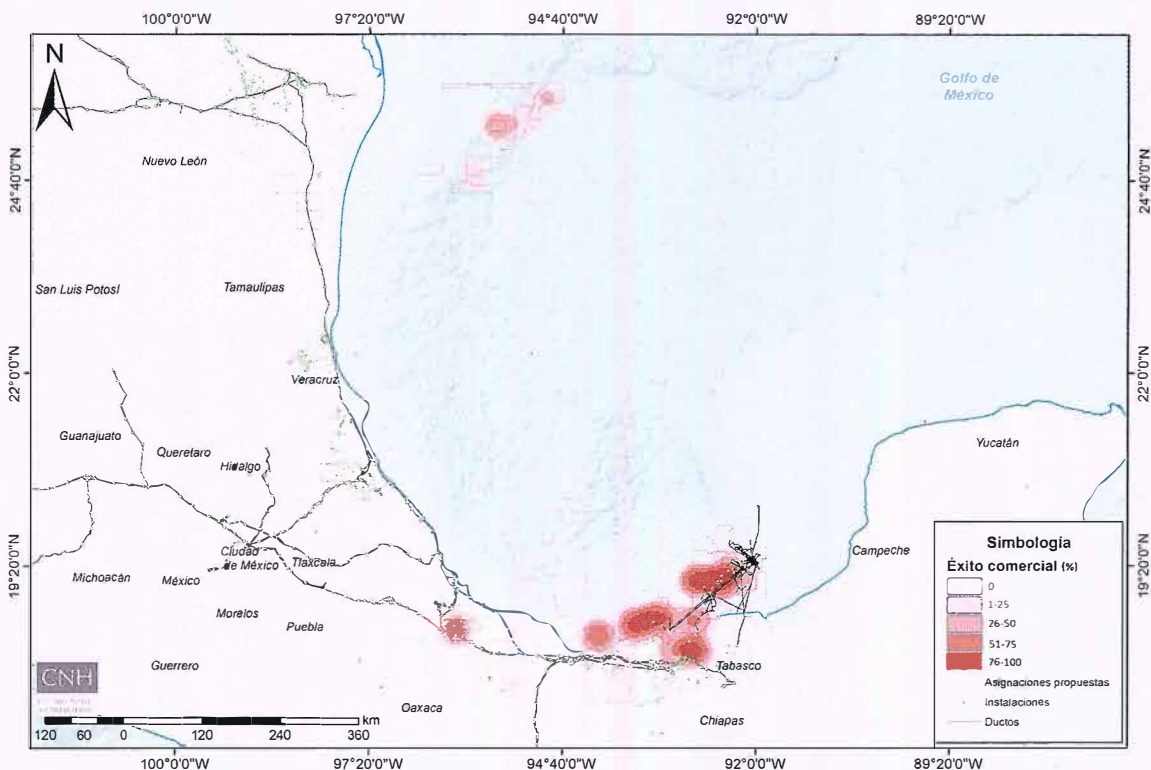 100°0'0"W 97°20'0"W 94°40'0"W 92°0'0"W 89°20'0"W
N
Golfo de
México
Nuevo León
24°40'0"N 24°40'0"N
San Luis Potosí
Tamaulipas
22°0'0"N 22°0'0"N
Veracruz
Guanajuato
Queretaro
Hidalgo
Yucatán
19°20'0"N 19°20'0"N
Ciudad
de México
Tlaxcala
Michoacán
México
Morelos
Puebla
Campeche
Guerrero
Tabasco
Oaxaca
Chiapas
CNH
120 60 0 120 240 360 km
Simbología
Éxito comercial (%)
0
1-25
26-50
51-75
76-100
Asignaciones propuestas
Instalaciones
Ductos
100°0'0"W 97°20'0"W 94°40'0"W 92°0'0"W 89°20'0"W